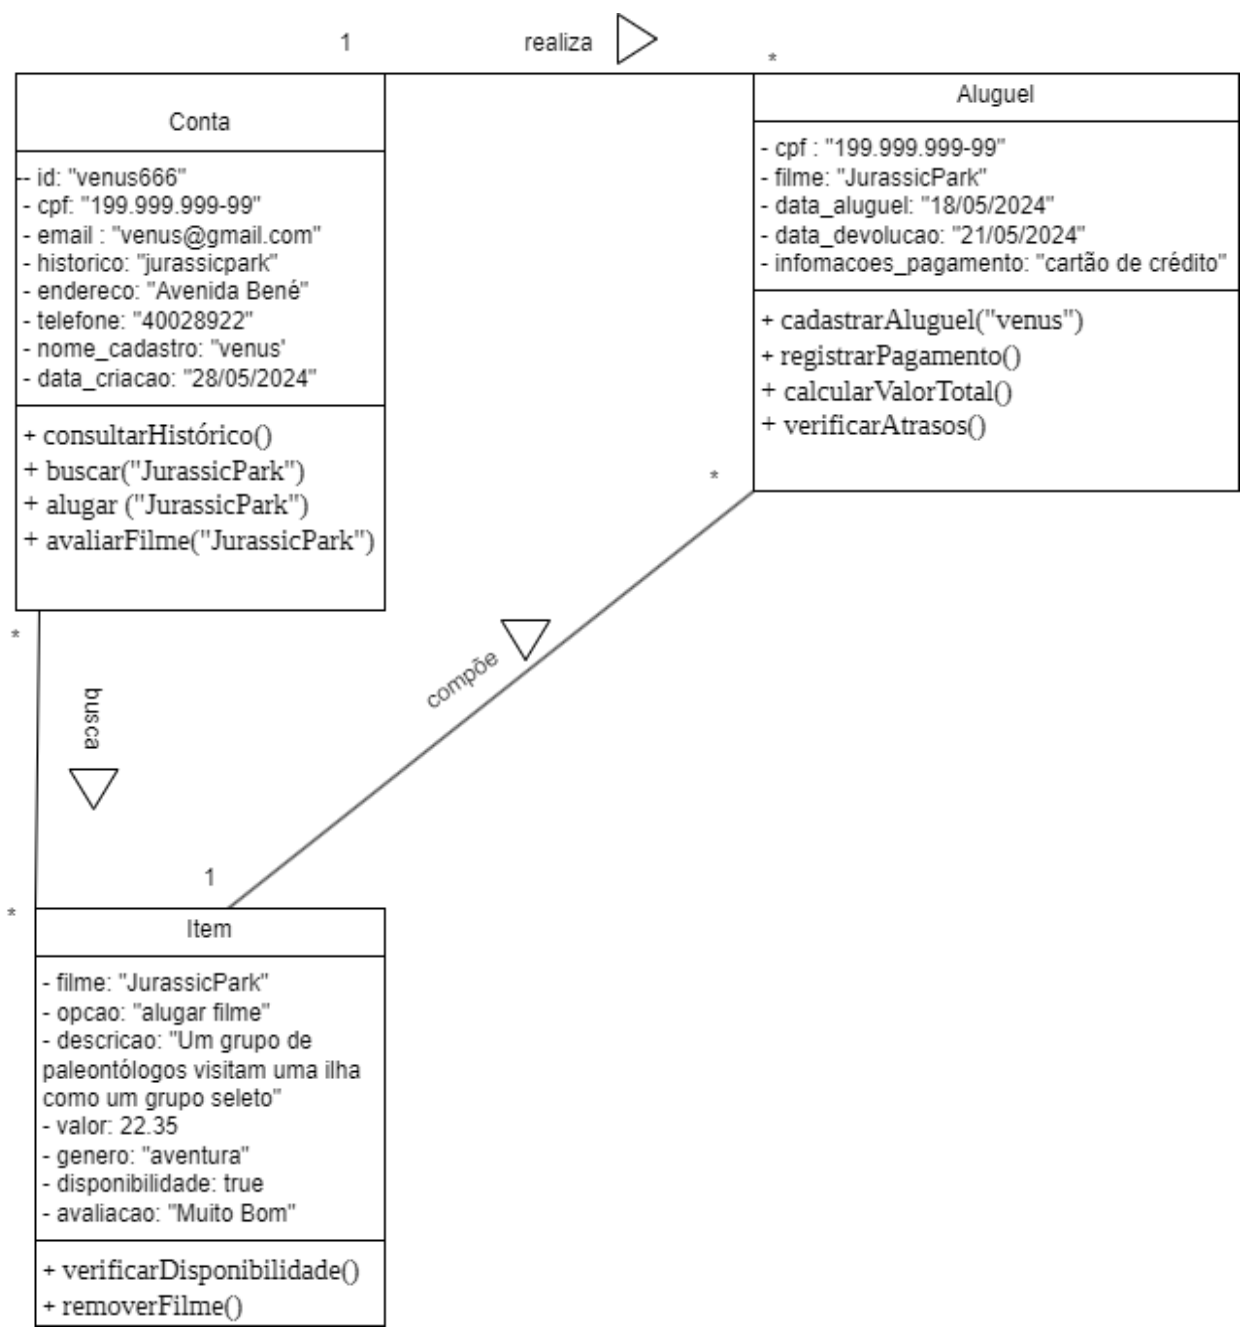 1
realiza
*
Conta
-- id: "venus666"
- cpf: "199.999.999-99"
- email : "venus@gmail.com"
- historico: "jurassicpark"
- endereco: "Avenida Bené"
- telefone: "40028922"
- nome_cadastro: "venus'
- data_criacao: "28/05/2024"
+ consultarHistórico()
+ buscar("JurassicPark")
+ alugar ("JurassicPark")
+ avaliarFilme("JurassicPark")
Aluguel
- cpf : "199.999.999-99"
- filme: "JurassicPark"
- data_aluguel: "18/05/2024"
- data_devolucao: "21/05/2024"
- infomacoes_pagamento: "cartão de crédito"
+ cadastrarAluguel("venus")
+ registrarPagamento()
+ calcularValorTotal()
+ verificarAtrasos()
*
*
compõe
busca
1
*
Item
- filme: "JurassicPark"
- opcao: "alugar filme"
- descricao: "Um grupo de
paleontólogos visitam uma ilha
como um grupo seleto"
- valor: 22.35
- genero: "aventura"
- disponibilidade: true
- avaliacao: "Muito Bom"
+ verificarDisponibilidade()
+ removerFilme()